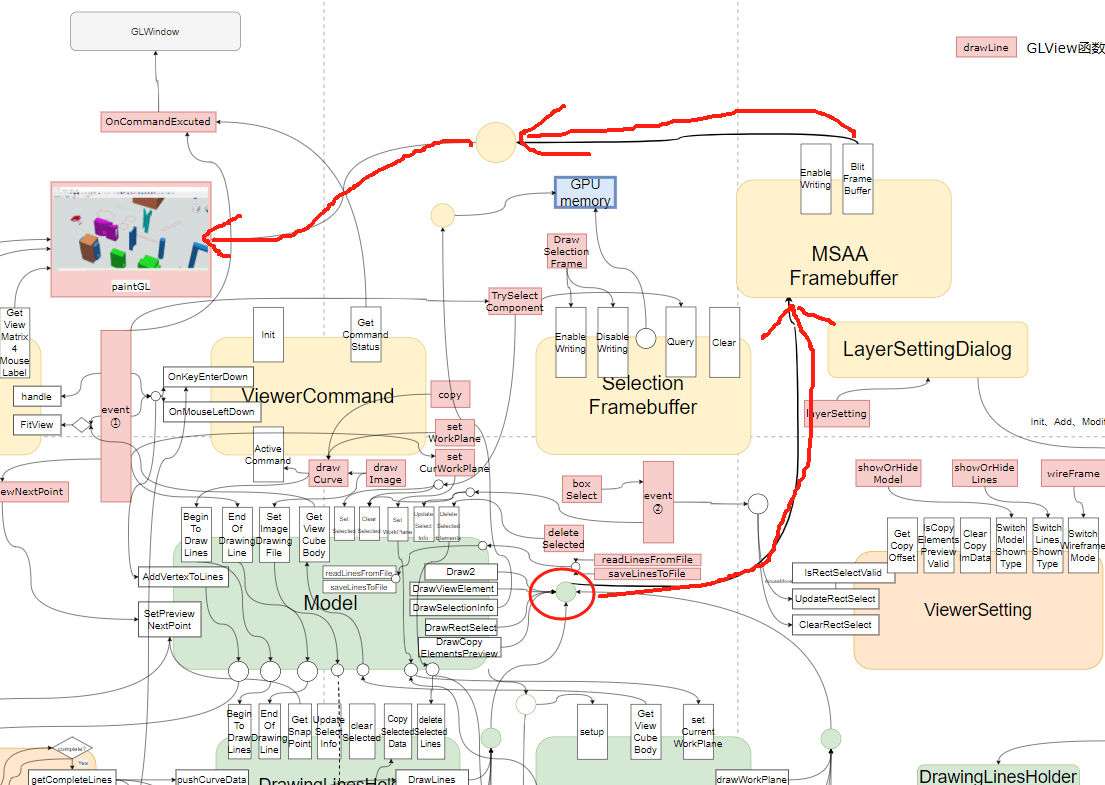 GLWindow
drawLine
GLView函数
OnCommandExcuted
Enable
Writing
Blit
Frame
Buffer
GPU
memory
MSAA
Framebuffer
Draw
Selection
Frame
paintGL
TrySelect
Component
Get
View
Matrix
4
Mouse
Label
Init
Get
Command
Status
Enable
Writing
Disable
Writing
Query
Clear
LayerSettingDialog
OnKeyEnterDown
handle
ViewerCommand
copy
Selection
Framebuffer
event
①
OnMouseLeftDown
layerSetting
FitView
set
WorkPlane
Active
Command
set
CurWorkPlane
draw
Curve
draw
Image
showOrHide
Model
showOrHide
Lines
wireFrame
ewNextPoint
box
Select
event
②
Begin
To
Draw
Lines
End
Of
Drawing
Line
Set
Image
Drawing
File
Get
View
Cube
Body
Set
Selected
Clear
Selected
Set
WorkPlane
Update
Select
Info
Delete
Selected
Elements
delete
Selected
Get
Copy
Offset
IsCopy
Elements
Preview
Valid
Clear
Copy
ImData
Switch
Model
Shown
Type
Switch
Lines
Shown
Type
Switch
Wireframe
Mode
readLinesFromFile
saveLinesToFile
AddVertexToLines
readLinesFromFile
saveLinesToFile
Model
Draw2
DrawViewElement
DrawSelectionInfo
DrawRectSelect
DrawCopy
ElementsPreview
IsRectSelectValid
UpdateRectSelect
ClearRectSelect
ViewerSetting
SetPreview
NextPoint
Begin
To
Draw
Lines
End
Of
Drawing
Line
Get
Snap
Point
Update
Select
Info
clear
Selected
Copy
Selected
Data
delete
Selected
Lines
setup
Get
View
Cube
Body
set
Current
WorkPlane
complete?
Yes
getCompleteLines
pushCurveData
DrawLines
drawWorkPlane
DrawingLinesHolder